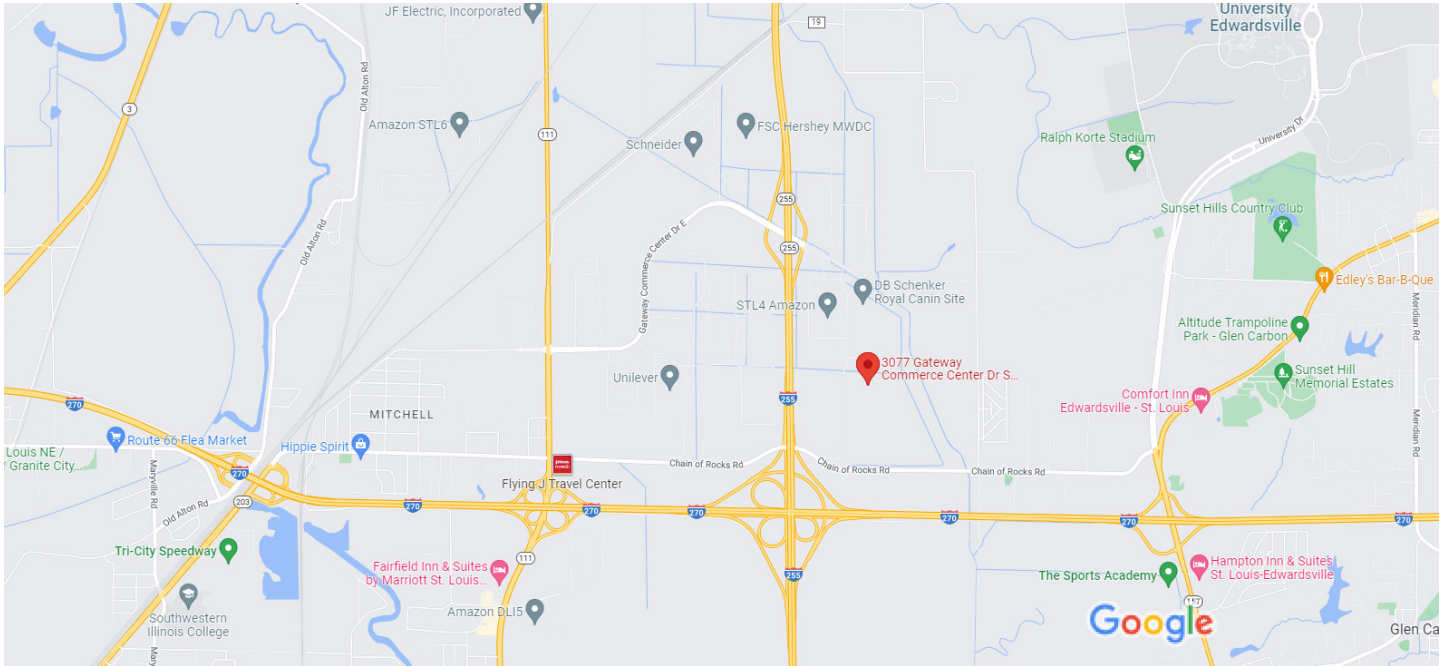 JF Electric, Incorporated
19
University
Edwardsville
3
Old Alton Rd
Amazon STL6
111
Schneider
FSC Hershey MWDC
Ralph Korte Stadium
University Dr
255
Sunset Hills Country Club
Old Alton Rd
Gateway Commerce Center Dr E
255
Edley's Bar-B-Que
DB Schenker
Royal Canin Site
STL4 Amazon
Meridian Rd
Altitude Trampoline
Park - Glen Carbon
3077 Gateway
Commerce Center Dr S...
Unilever
Sunset Hill
Memorial Estates
270
255
Comfort Inn
Edwardsville - St. Louis
MITCHELL
Meridian Rd
Route 66 Flea Market
Hippie Spirit
Louis NE /
Granite City...
Maryville Rd
270
Chain of Rocks Rd
Chain of Rocks Rd
Chain of Rocks Rd
Flying J Travel Center
203
Old Alton Rd
270
270
270
270
270
270
Tri-City Speedway
111
Fairfield Inn & Suites
by Marriott St. Louis...
255
The Sports Academy
Hampton Inn & Suites
St. Louis-Edwardsville
157
Southwestern
Illinois College
Amazon DLI5
Google
Glen Ca
Mary